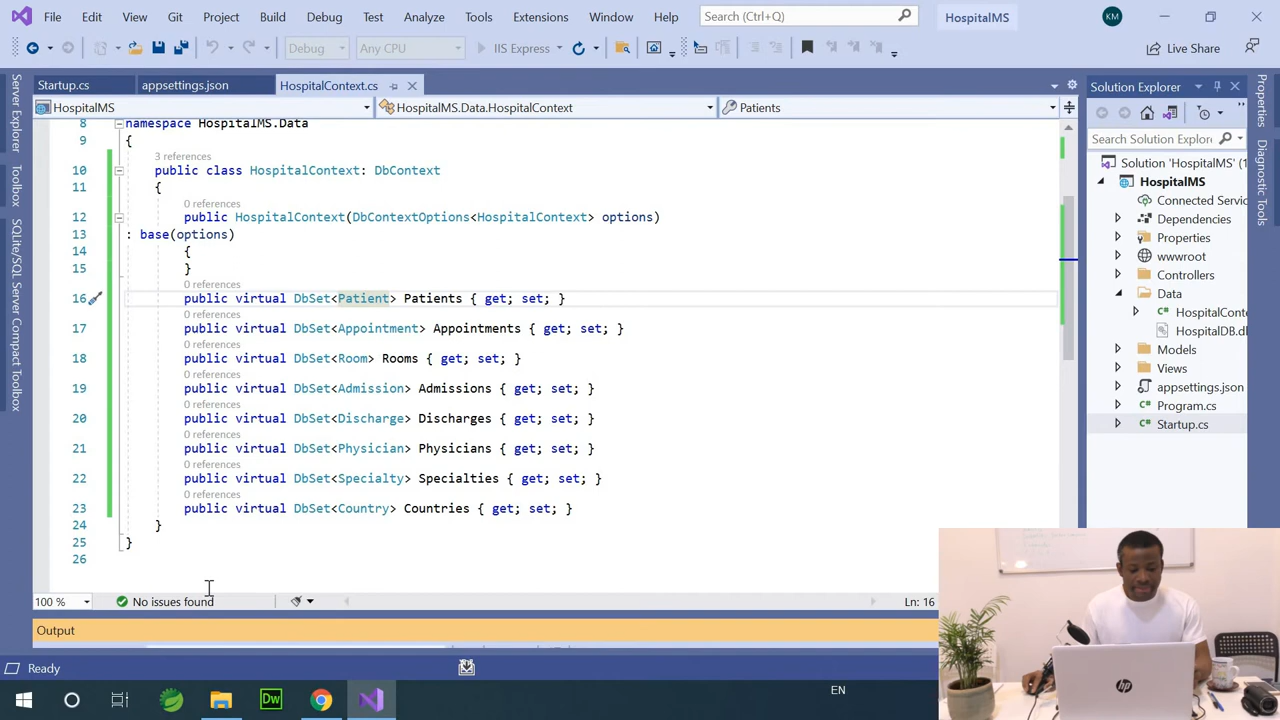 File Edit View Git Project Build Debug Test Analyze Tools Extensions Window Help Search (Ctrl+Q) HospitalMS KM
Debug Any CPU IIS Express Live Share
Startup.cs appsettings.json HospitalContext.cs Solution Explorer
HospitalMS HospitalMS.Data.HospitalContext Patients
Search Solution Explorer
Server Explorer
Toolbox
SQLite/SQL Server Compact Toolbox
8 namespace HospitalMS.Data
9 {
3 references
10 public class HospitalContext: DbContext
11 {
0 references
12 public HospitalContext(DbContextOptions<HospitalContext> options)
13 : base(options)
14 {
15 }
0 references
16 public virtual DbSet<Patient> Patients { get; set; }
0 references
17 public virtual DbSet<Appointment> Appointments { get; set; }
0 references
18 public virtual DbSet<Room> Rooms { get; set; }
0 references
19 public virtual DbSet<Admission> Admissions { get; set; }
0 references
20 public virtual DbSet<Discharge> Discharges { get; set; }
0 references
21 public virtual DbSet<Physician> Physicians { get; set; }
0 references
22 public virtual DbSet<Specialty> Specialties { get; set; }
0 references
23 public virtual DbSet<Country> Countries { get; set; }
24 }
25 }
26
Solution 'HospitalMS' (1
HospitalMS
Connected Servic
Dependencies
Properties
wwwroot
Controllers
Data
HospitalConte
HospitalDB.db
Models
Views
appsettings.json
Program.cs
Startup.cs
Properties
Diagnostic Tools
100 % No issues found Ln: 16
Output
Ready
Dw EN
hp